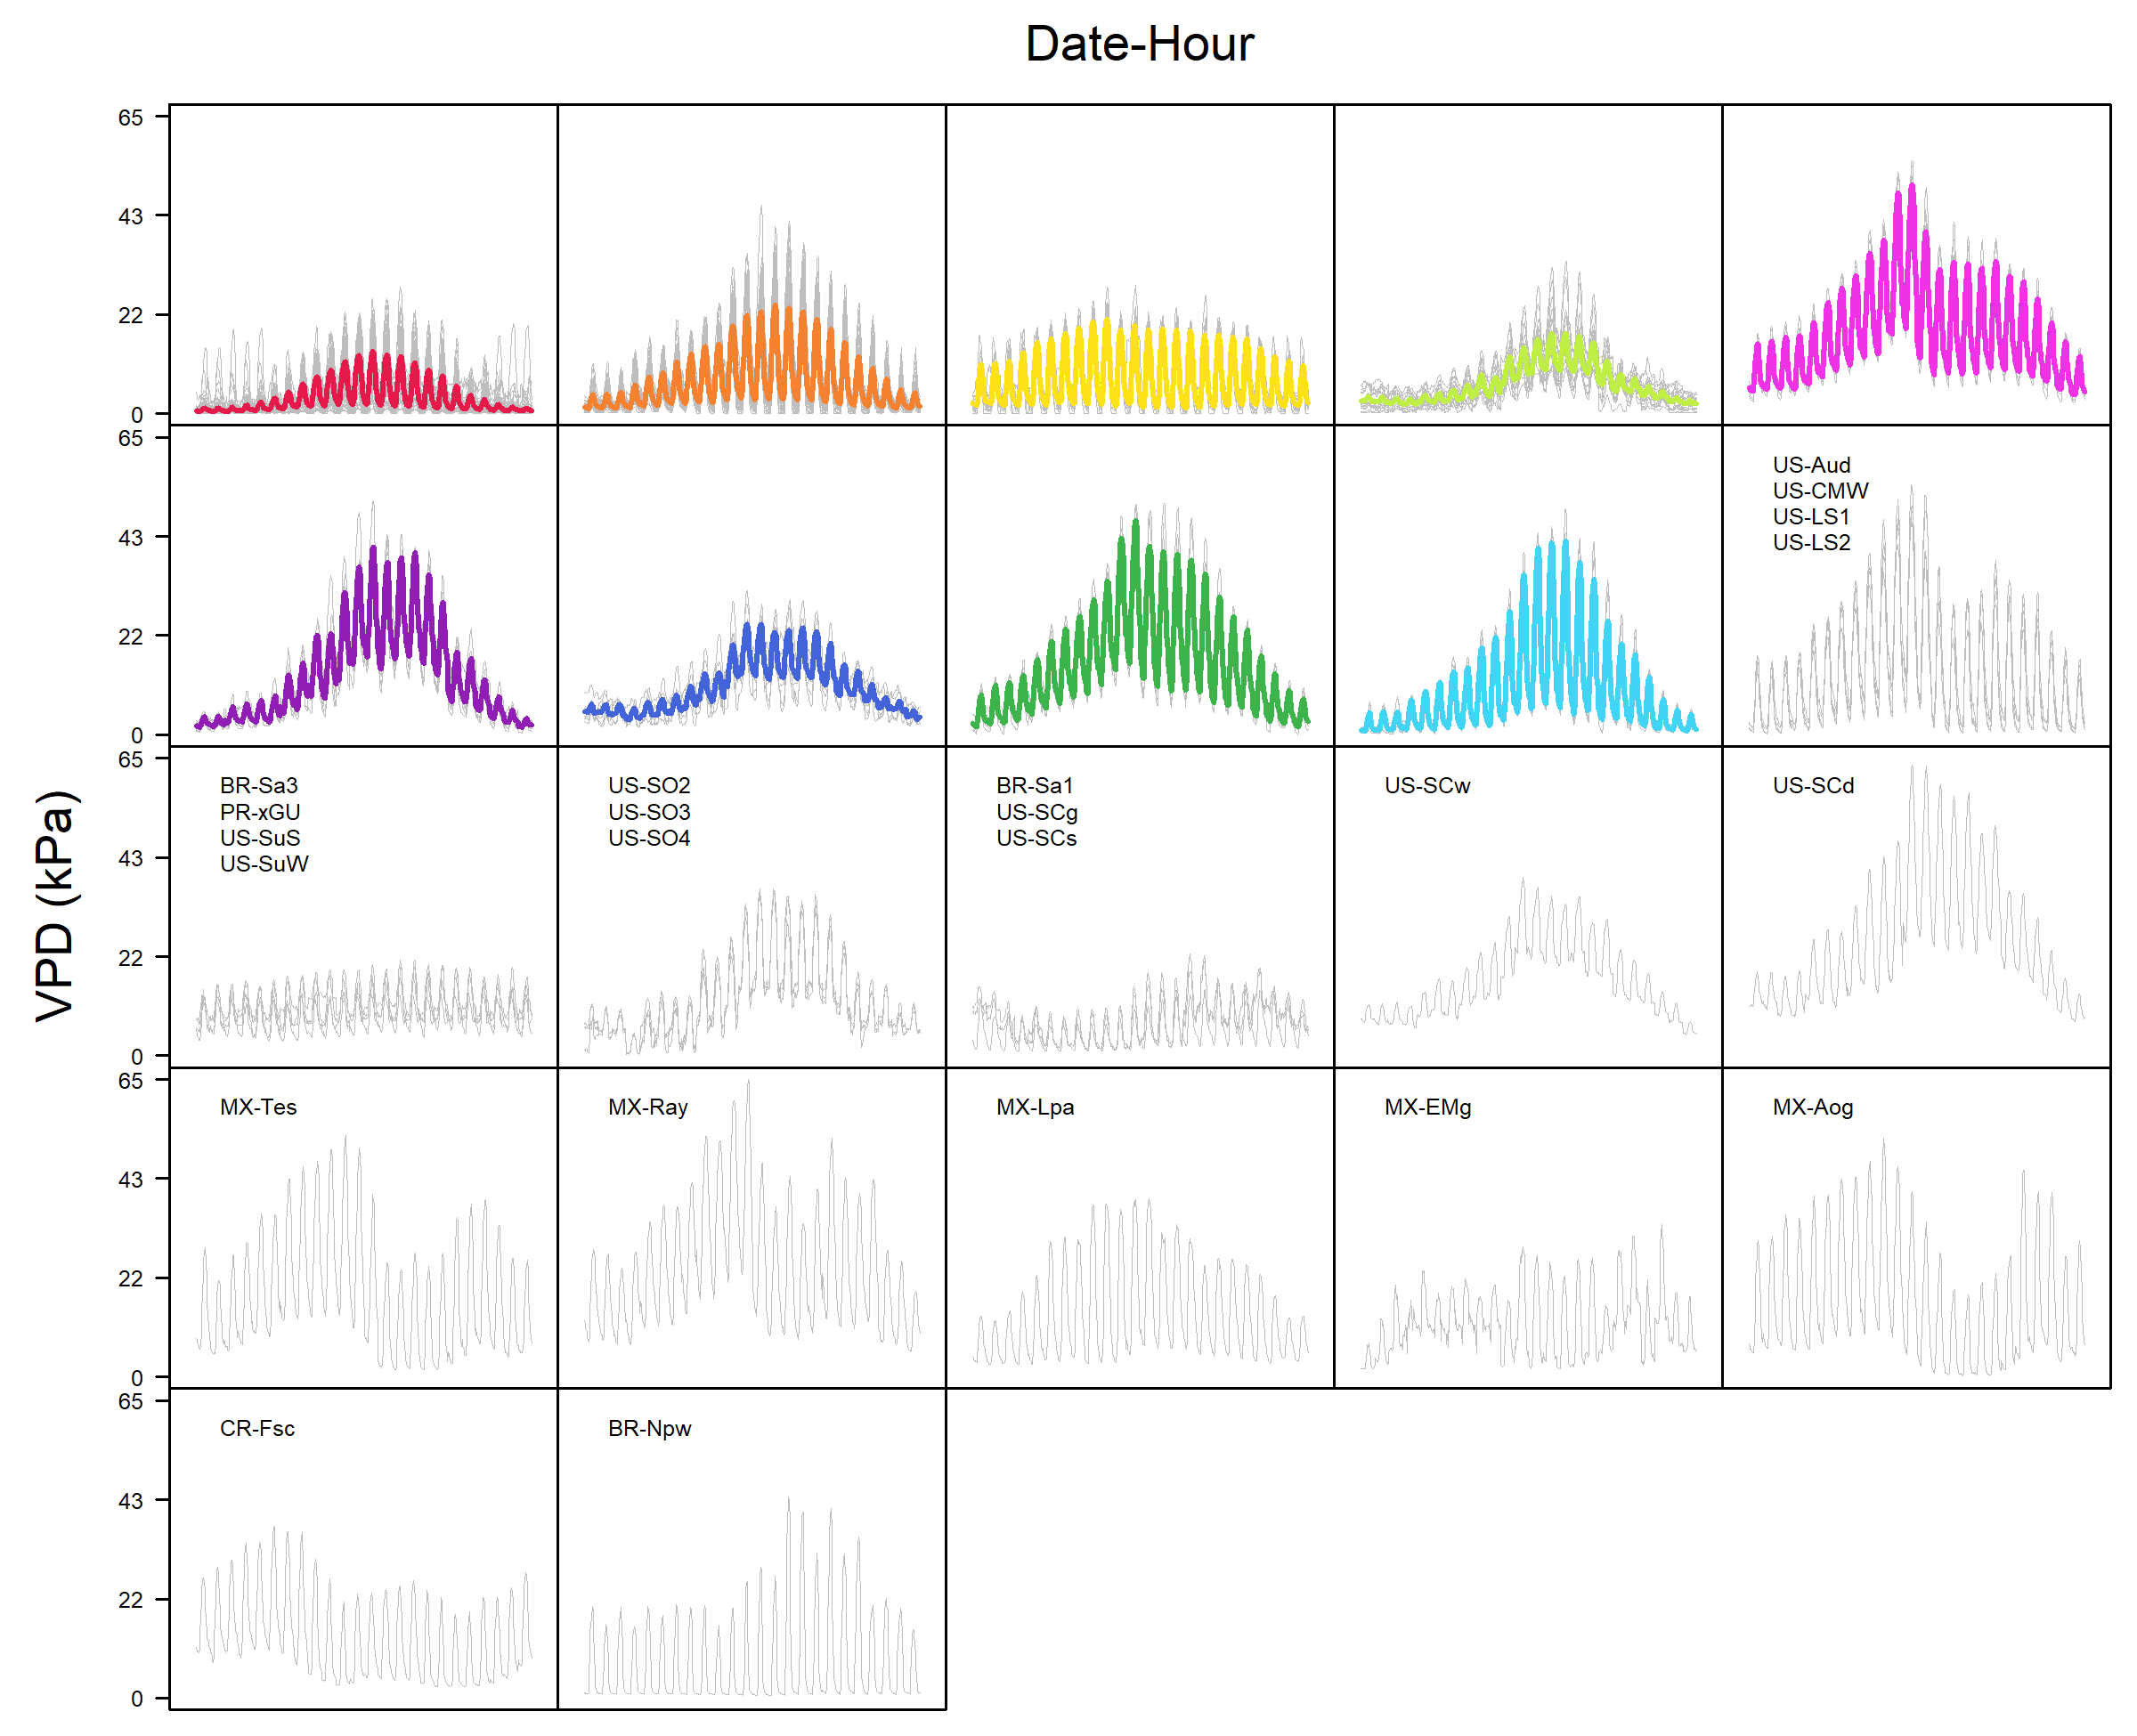 Date-Hour
VPD (kPa)
65
43
22
0
65
43
22
0
US-Aud
US-CMW
US-LS1
US-LS2
65
43
22
0
BR-Sa3
PR-xGU
US-SuS
US-SuW
US-SO2
US-SO3
US-SO4
BR-Sa1
US-SCg
US-SCs
US-SCw
US-SCd
65
43
22
0
MX-Tes
MX-Ray
MX-Lpa
MX-EMg
MX-Aog
65
43
22
0
CR-Fsc
BR-Npw